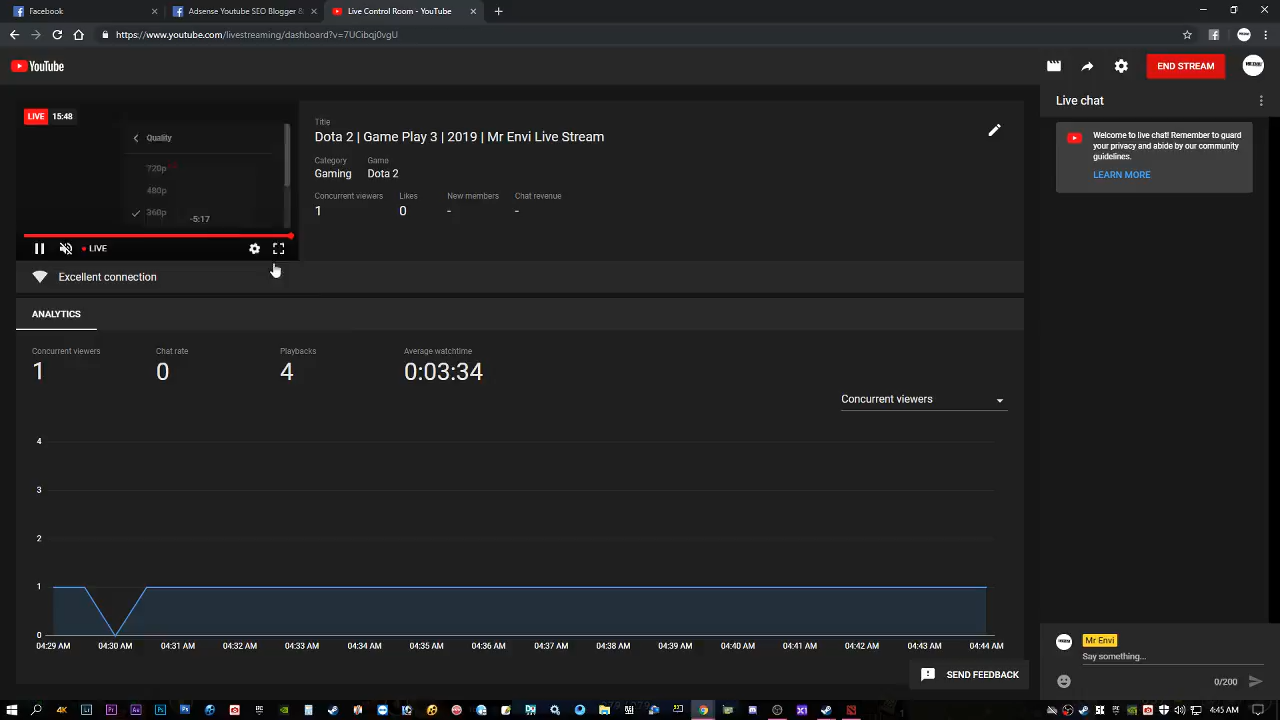 Facebook
Adsense Youtube SEO Blogger &
Live Control Room - YouTube
https://www.youtube.com/livestreaming/dashboard?v=7UCibqj0vgU
YouTube
END STREAM
LIVE 15:48
Quality
720p
480p
360p
-5:17
LIVE
Title
Dota 2 | Game Play 3 | 2019 | Mr Envi Live Stream
Category Game
Gaming Dota 2
Concurrent viewers Likes New members Chat revenue
1 0 - -
Excellent connection
ANALYTICS
Concurrent viewers Chat rate Playbacks Average watchtime
1 0 4 0:03:34
Concurrent viewers
4
3
2
1
0
04:29 AM 04:30 AM 04:31 AM 04:32 AM 04:33 AM 04:34 AM 04:35 AM 04:36 AM 04:37 AM 04:38 AM 04:39 AM 04:40 AM 04:41 AM 04:42 AM 04:43 AM 04:44 AM
SEND FEEDBACK
Live chat
Welcome to live chat! Remember to guard
your privacy and abide by our community
guidelines.
LEARN MORE
Mr Envi
Say something...
0/200
4:45 AM